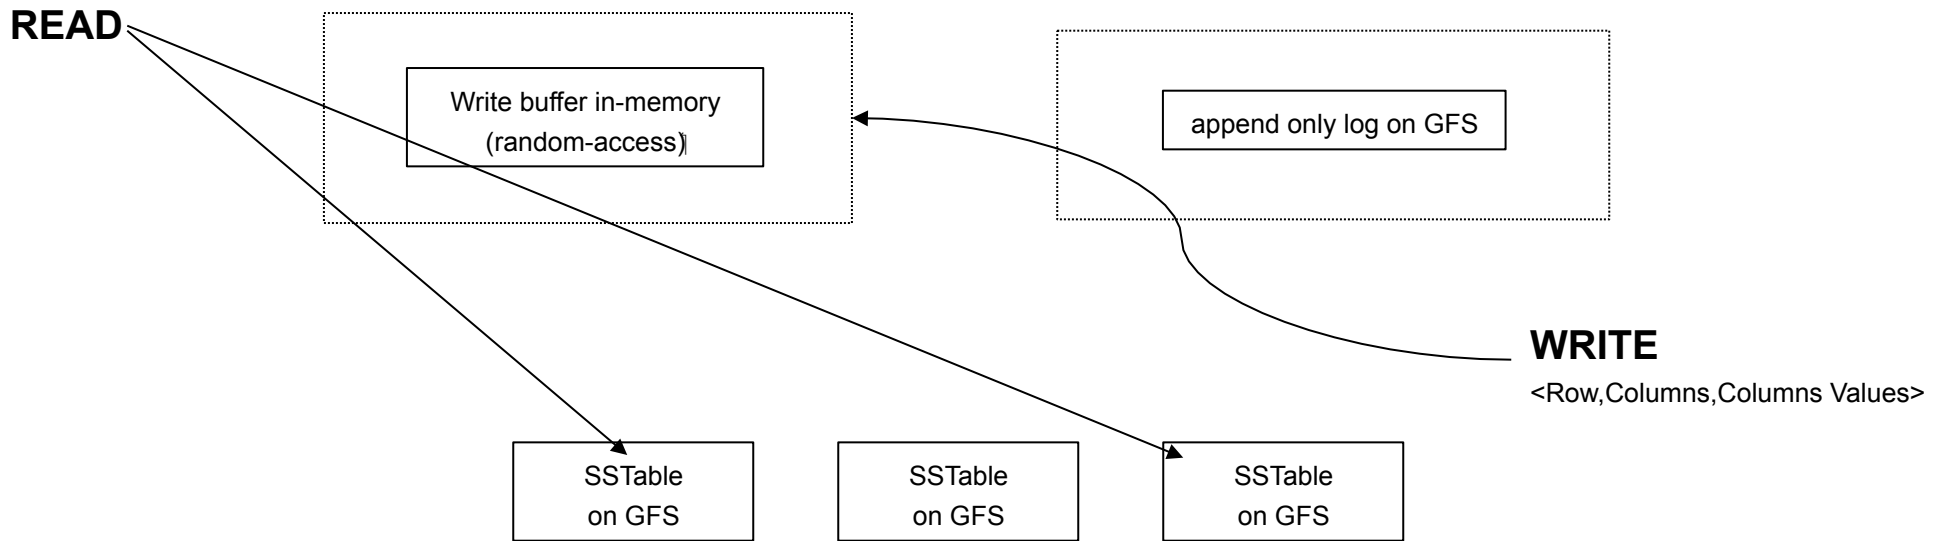 READ
Write buffer in-memory
(random-access)
append only log on GFS
WRITE
<Row,Columns,Columns Values>
SSTable
on GFS
SSTable
on GFS
SSTable
on GFS